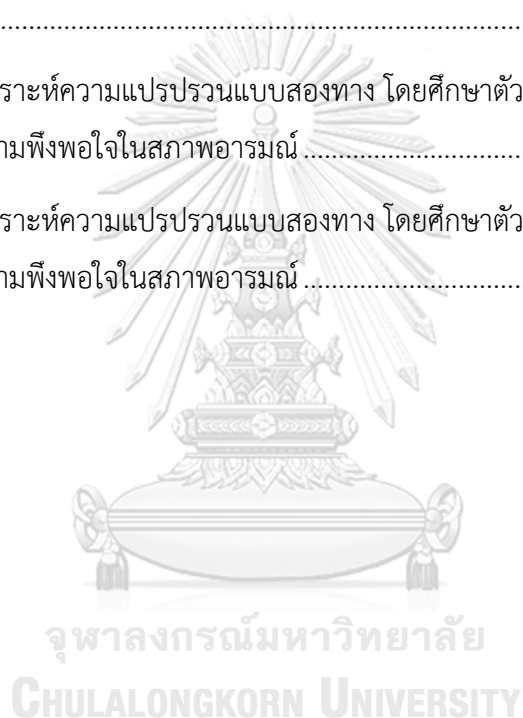 ................................................................................
ราะห์ความแปรปรวนแบบสองทาง โดยศึกษาตัว
ามพึงพอใจในสภาพอารมณ์ .................................
ราะห์ความแปรปรวนแบบสองทาง โดยศึกษาตัว
ามพึงพอใจในสภาพอารมณ์ .................................
จุฬาลงกรณ์มหาวิทยาลัย
CHULALONGKORN UNIVERSITY